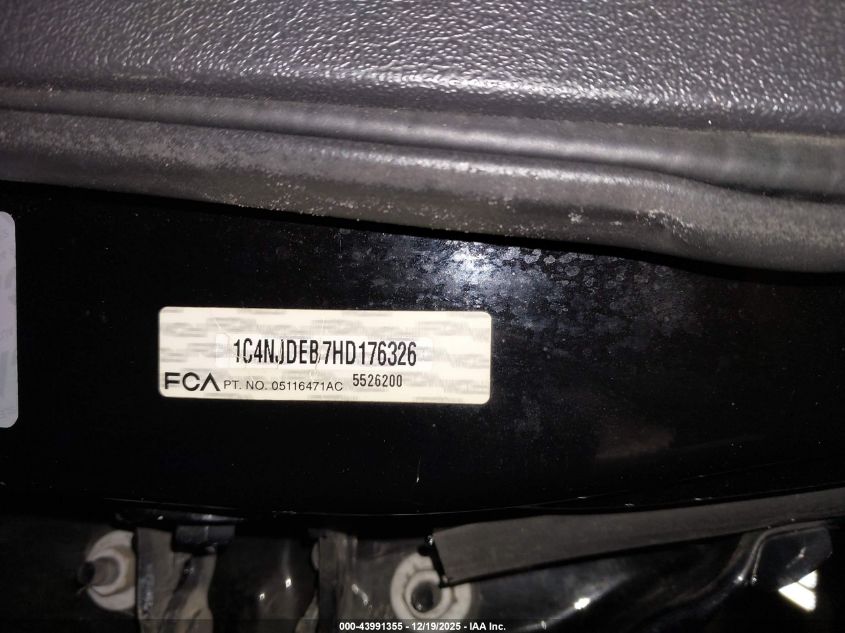 1C4NJDEB7HD176326
FCA PT. NO. 05116471AC 5526200
000-43991355 • 12/19/2025 • IAA Inc.